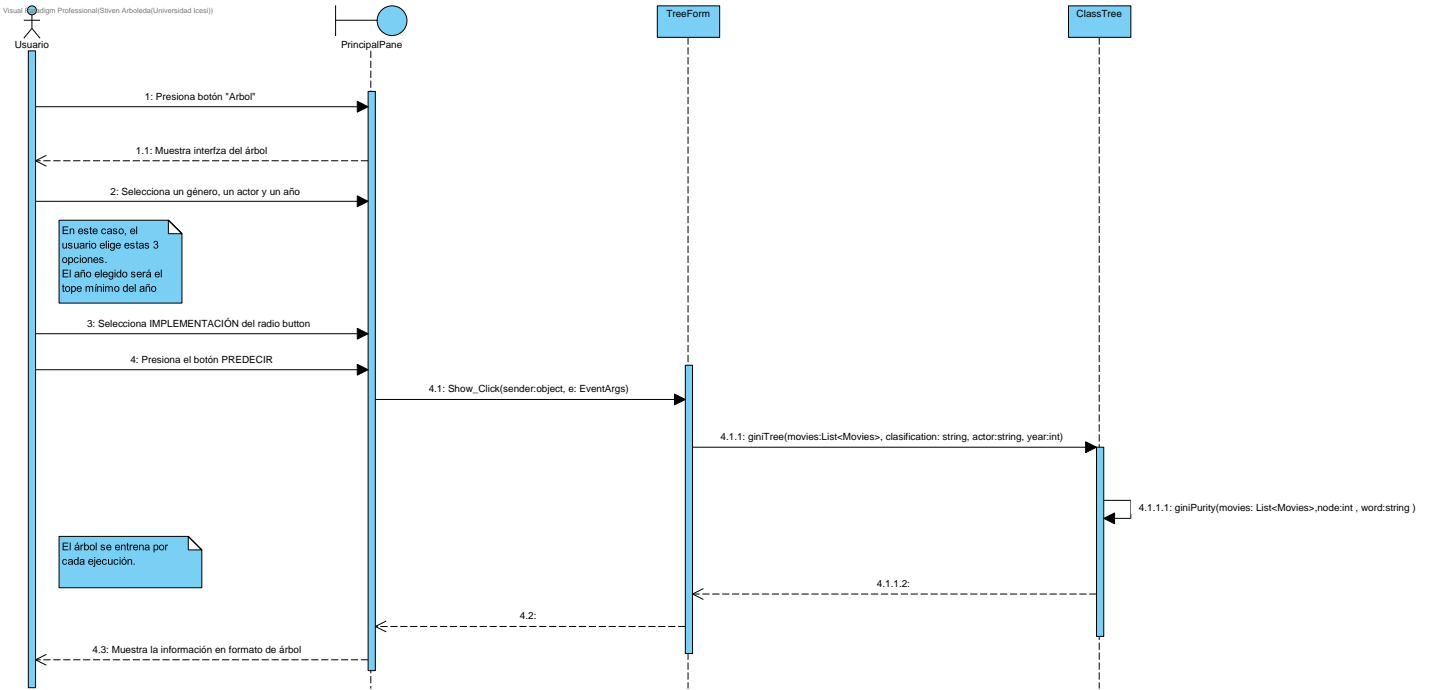 Visual Paradigm Professional(Stiven Arboleda(Universidad Icesi))
Usuario
PrincipalPane
TreeForm
ClassTree
1: Presiona botón "Arbol"
1.1: Muestra interfza del árbol
2: Selecciona un género, un actor y un año
En este caso, el
usuario elige estas 3
opciones.
El año elegido será el
tope mínimo del año
3: Selecciona IMPLEMENTACIÓN del radio button
4: Presiona el botón PREDECIR
4.1: Show_Click(sender:object, e: EventArgs)
4.1.1: giniTree(movies:List<Movies>, clasification: string, actor:string, year:int)
4.1.1.1: giniPurity(movies: List<Movies>,node:int , word:string )
El árbol se entrena por
cada ejecución.
4.1.1.2:
4.2:
4.3: Muestra la información en formato de árbol